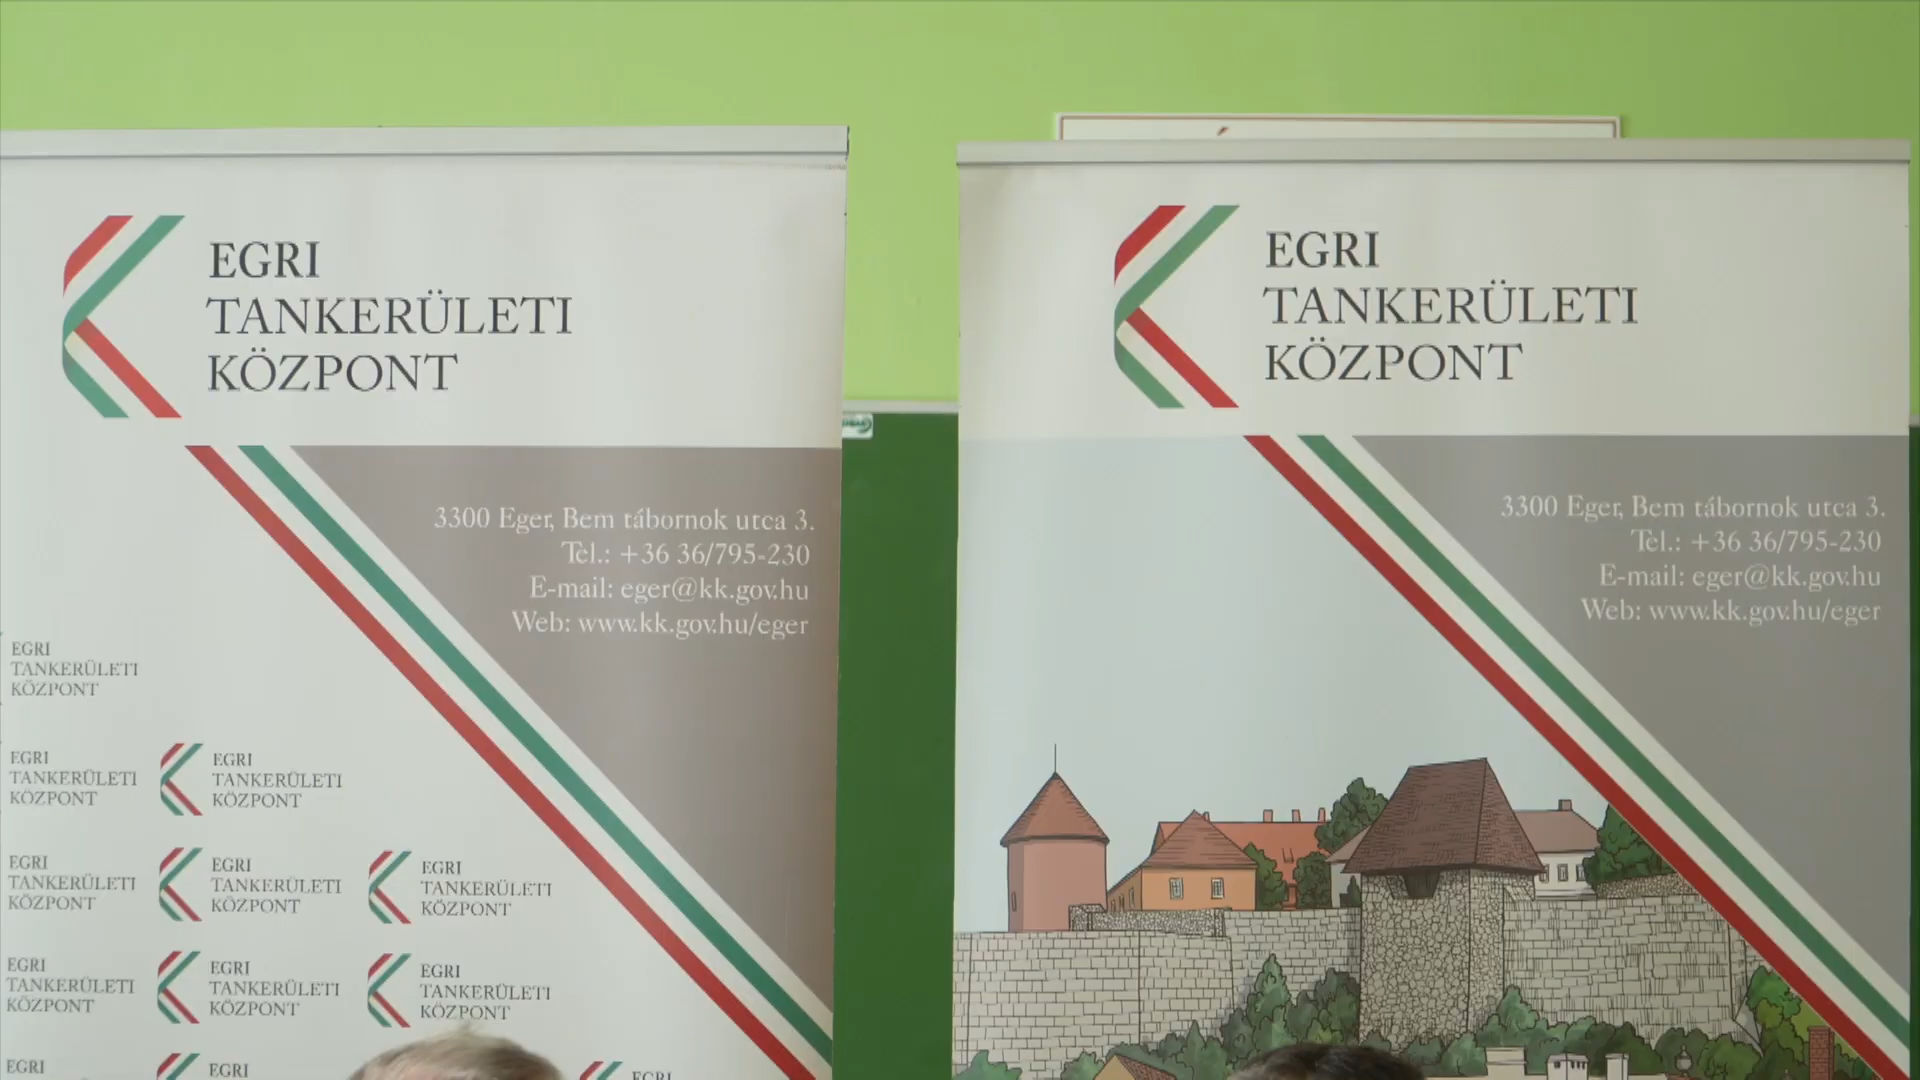 EGRI
TANKERÜLETI
KÖZPONT
3300 Eger, Bem tábornok utca 3.
Tel.: +36 36/795-230
E-mail: eger@kk.gov.hu
Web: www.kk.gov.hu/eger
EGRI
TANKERÜLETI
KÖZPONT
EGRI
TANKERÜLETI
KÖZPONT
EGRI
TANKERÜLETI
KÖZPONT
EGRI
TANKERÜLETI
KÖZPONT
EGRI
TANKERÜLETI
KÖZPONT
EGRI
TANKERÜLETI
KÖZPONT
EGRI
TANKERÜLETI
KÖZPONT
EGRI
TANKERÜLETI
KÖZPONT
EGRI
TANKERÜLETI
KÖZPONT
EGRI
EGRI
EGRI
EGRI
TANKERÜLETI
KÖZPONT
3300 Eger, Bem tábornok utca 3.
Tel.: +36 36/795-230
E-mail: eger@kk.gov.hu
Web: www.kk.gov.hu/eger